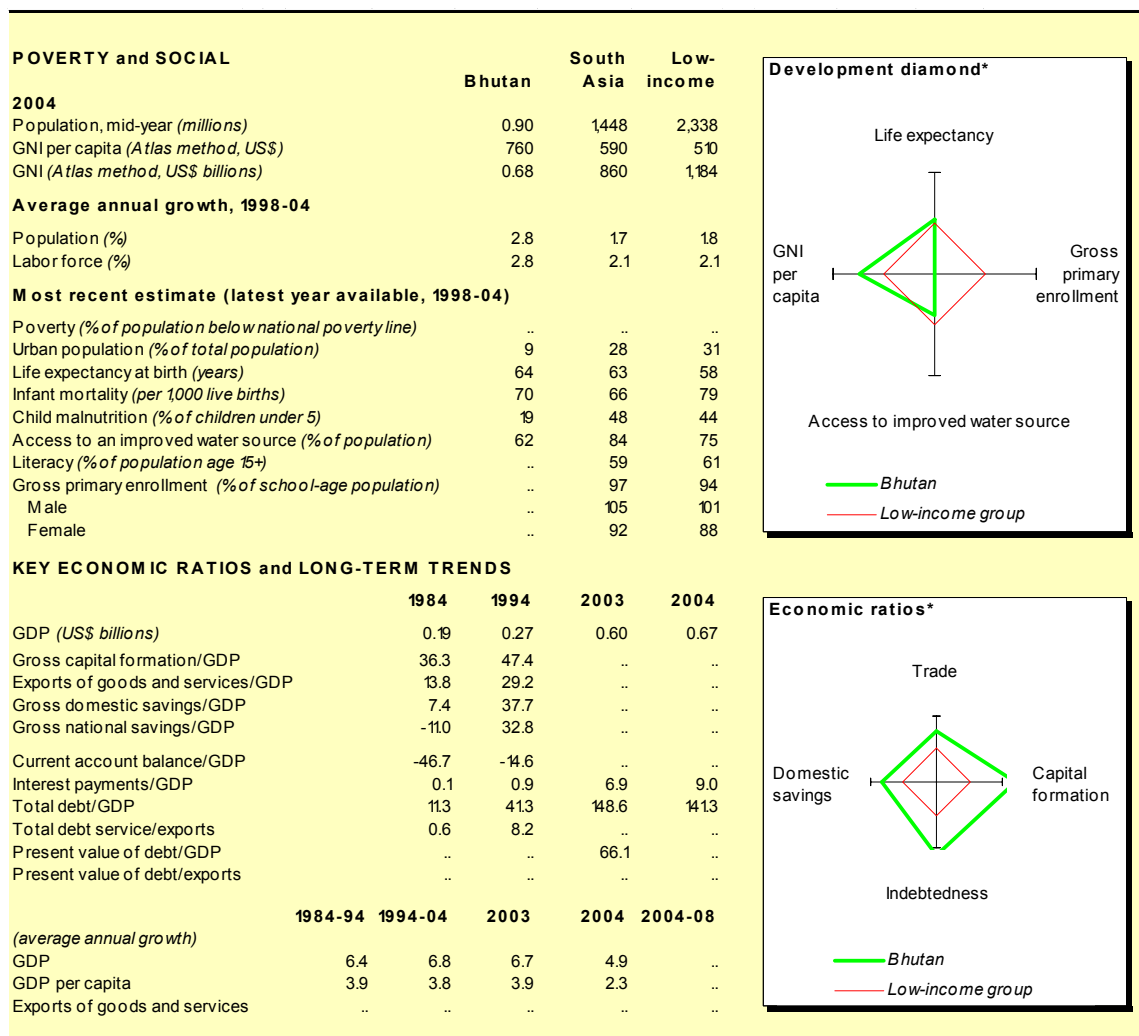 POVERTY and SOCIAL
Bhutan South Asia Low-income
2004
Population, mid-year (millions) 0.90 1,448 2,338
GNI per capita (Atlas method, US$) 760 590 510
GNI (Atlas method, US$ billions) 0.68 860 1,184
Average annual growth, 1998-04
Population (%) 2.8 1.7 1.8
Labor force (%) 2.8 2.1 2.1
Most recent estimate (latest year available, 1998-04)
Poverty (% of population below national poverty line) .. .. ..
Urban population (% of total population) 9 28 31
Life expectancy at birth (years) 64 63 58
Infant mortality (per 1,000 live births) 70 66 79
Child malnutrition (% of children under 5) 19 48 44
Access to an improved water source (% of population) 62 84 75
Literacy (% of population age 15+) .. 59 61
Gross primary enrollment (% of school-age population) .. 97 94
Male .. 105 101
Female .. 92 88
Development diamond*
Life expectancy
GNI
per
capita
Gross
primary
enrollment
Access to improved water source
Bhutan
Low-income group
KEY ECONOMIC RATIOS and LONG-TERM TRENDS
1984 1994 2003 2004
GDP (US$ billions) 0.19 0.27 0.60 0.67
Gross capital formation/GDP 36.3 47.4 .. ..
Exports of goods and services/GDP 13.8 29.2 .. ..
Gross domestic savings/GDP 7.4 37.7 .. ..
Gross national savings/GDP -11.0 32.8 .. ..
Current account balance/GDP -46.7 -14.6 .. ..
Interest payments/GDP 0.1 0.9 6.9 9.0
Total debt/GDP 11.3 41.3 148.6 141.3
Total debt service/exports 0.6 8.2 .. ..
Present value of debt/GDP .. .. 66.1 ..
Present value of debt/exports .. .. .. ..
1984-94 1994-04 2003 2004 2004-08
(average annual growth)
GDP 6.4 6.8 6.7 4.9 ..
GDP per capita 3.9 3.8 3.9 2.3 ..
Exports of goods and services .. .. .. .. ..
Economic ratios*
Trade
Domestic
savings
Capital
formation
Indebtedness
Bhutan
Low-income group